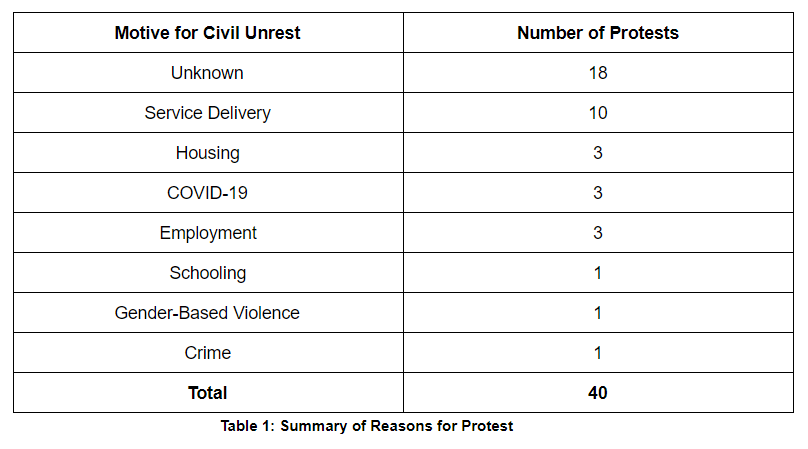 Motive for Civil Unrest Number of Protests
Unknown 18
Service Delivery 10
Housing 3
COVID-19 3
Employment 3
Schooling 1
Gender-Based Violence 1
Crime 1
Total 40
Table 1: Summary of Reasons for Protest